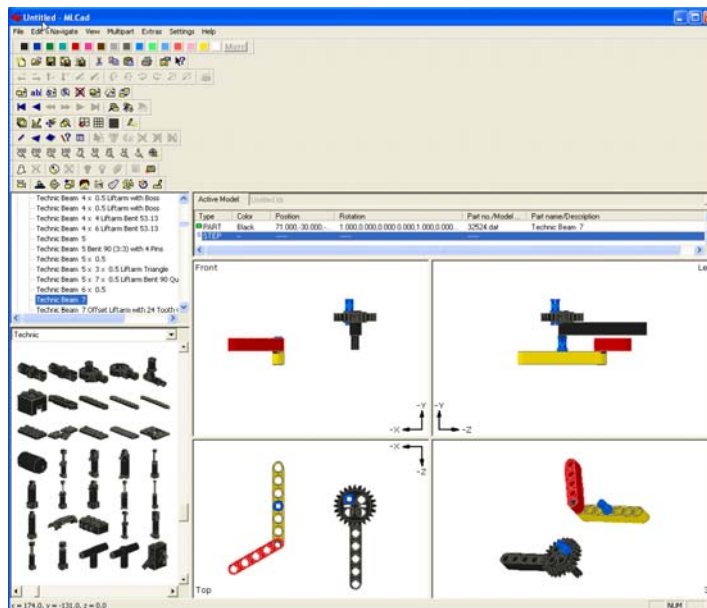 Untitled - MLCad
File Edit Navigate View Multipart Extras Settings Help
More
Technic Beam 4 x 0.5 Liftarm with Boss
Technic Beam 4 x 0.5 Liftarm with Boss
Technic Beam 4 x 4 Liftarm Bent 53.13
Technic Beam 4 x 6 Liftarm Bent 53.13
Technic Beam 5
Technic Beam 5 Bent 90 (3:3) with 4 Pins
Technic Beam 5 x 0.5
Technic Beam 5 x 3 x 0.5 Liftarm Triangle
Technic Beam 5 x 7 x 0.5 Liftarm Bent 90 Qu
Technic Beam 6 x 0.5
Technic Beam 7
Technic Beam 7 Offset Liftarm with 24 Tooth
Active Model:
Type Color Position Rotation Part no./Model ... Part name/Description
PART Black 71.000,-30.000,-... 1.000,0.000,0.000 0.000,1.000,0.000... 32524.dat Technic Beam 7
STEP --- --- --- ---
Technic
Front
Le
-Y
-X
-Y
-Z
-X
-Z
Top
3
x = 174.0, y = -131.0, z = 0.0
NUM